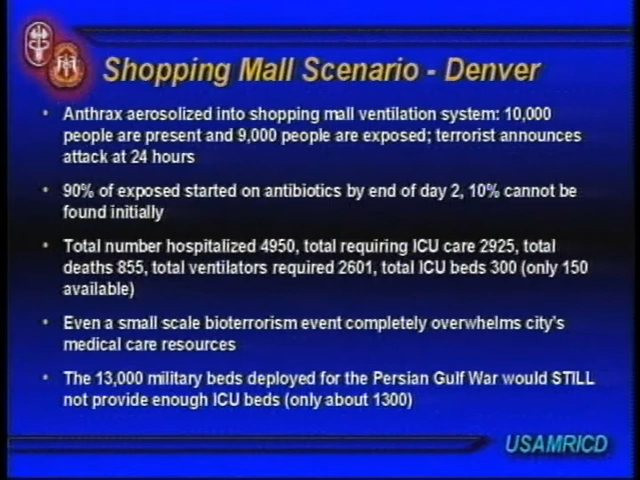 Shopping Mall Scenario - Denver
• Anthrax aerosolized into shopping mall ventilation system: 10,000
people are present and 9,000 people are exposed; terrorist announces
attack at 24 hours
• 90% of exposed started on antibiotics by end of day 2, 10% cannot be
found initially
• Total number hospitalized 4950, total requiring ICU care 2925, total
deaths 855, total ventilators required 2601, total ICU beds 300 (only 150
available)
• Even a small scale bioterrorism event completely overwhelms city's
medical care resources
• The 13,000 military beds deployed for the Persian Gulf War would STILL
not provide enough ICU beds (only about 1300)
USAMRICD